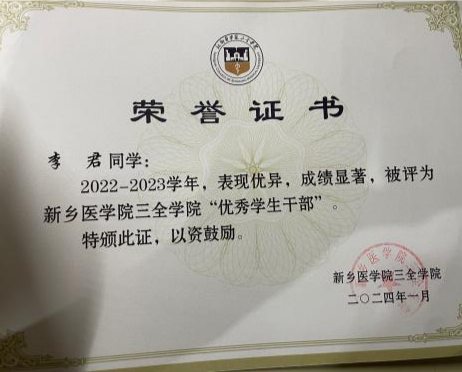 荣誉证书
李 君同学：
2022-2023学年，表现优异，成绩显著，被评为
新乡医学院三全学院“优秀学生干部”。
特颁此证，以资鼓励。
新乡医学院三全学院
二〇二四年一月